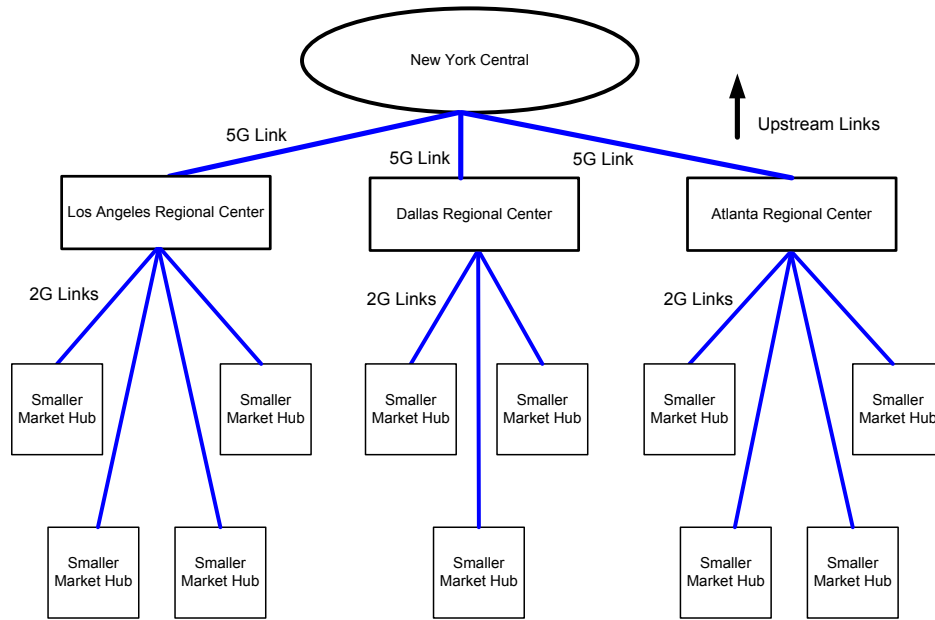 New York Central
Upstream Links
5G Link
5G Link
5G Link
Los Angeles Regional Center
Dallas Regional Center
Atlanta Regional Center
2G Links
2G Links
2G Links
Smaller
Market Hub
Smaller
Market Hub
Smaller
Market Hub
Smaller
Market Hub
Smaller
Market Hub
Smaller
Market Hub
Smaller
Market Hub
Smaller
Market Hub
Smaller
Market Hub
Smaller
Market Hub
Smaller
Market Hub